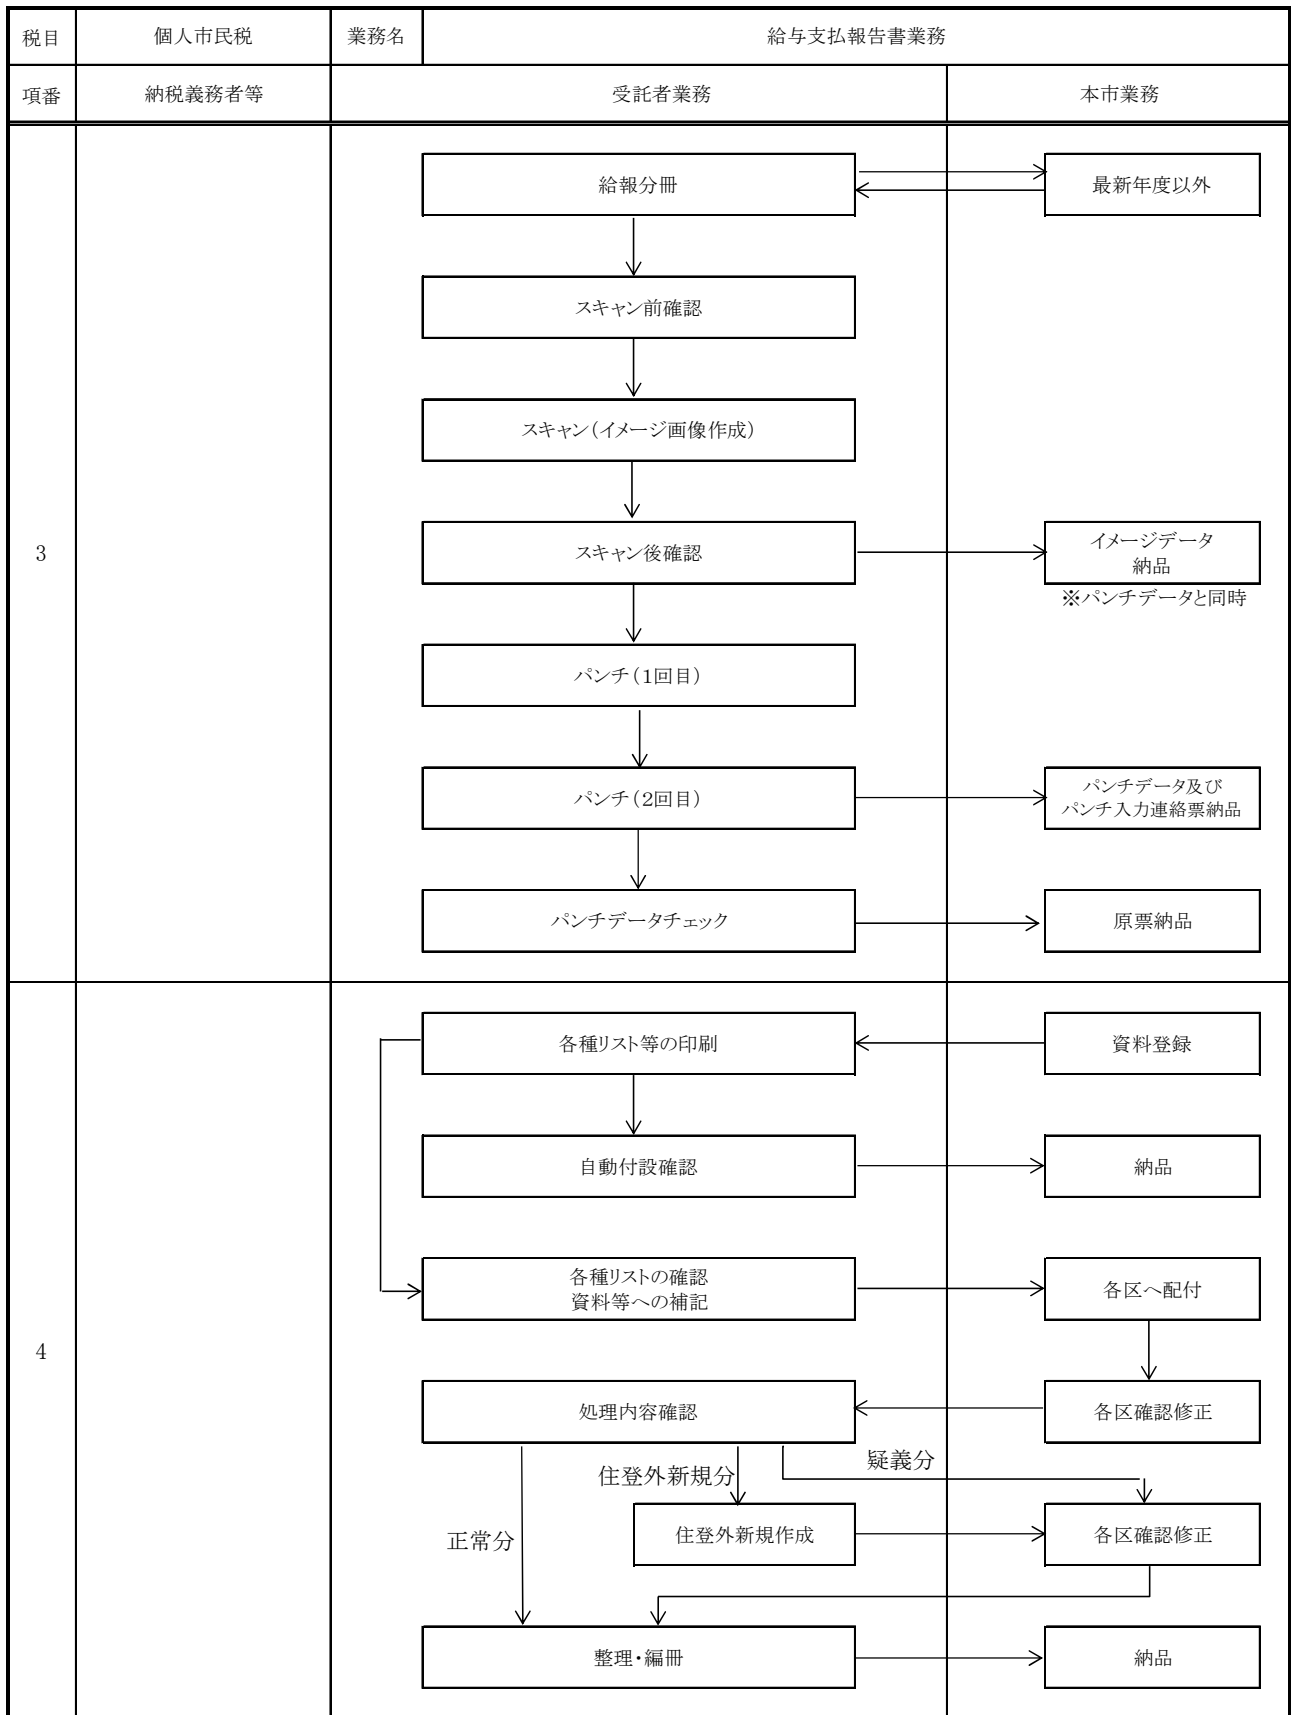 税目
個人市民税
業務名
給与支払報告書業務
項番
納税義務者等
受託者業務
本市業務
3
給報分冊
最新年度以外
スキャン前確認
スキャン（イメージ画像作成）
スキャン後確認
イメージデータ
納品
※パンチデータと同時
パンチ（1回目）
パンチ（2回目）
パンチデータ及び
パンチ入力連絡票納品
パンチデータチェック
原票納品
4
各種リスト等の印刷
資料登録
自動付設確認
納品
各種リストの確認
資料等への補記
各区へ配付
処理内容確認
各区確認修正
疑義分
住登外新規分
正常分
住登外新規作成
各区確認修正
整理・編冊
納品